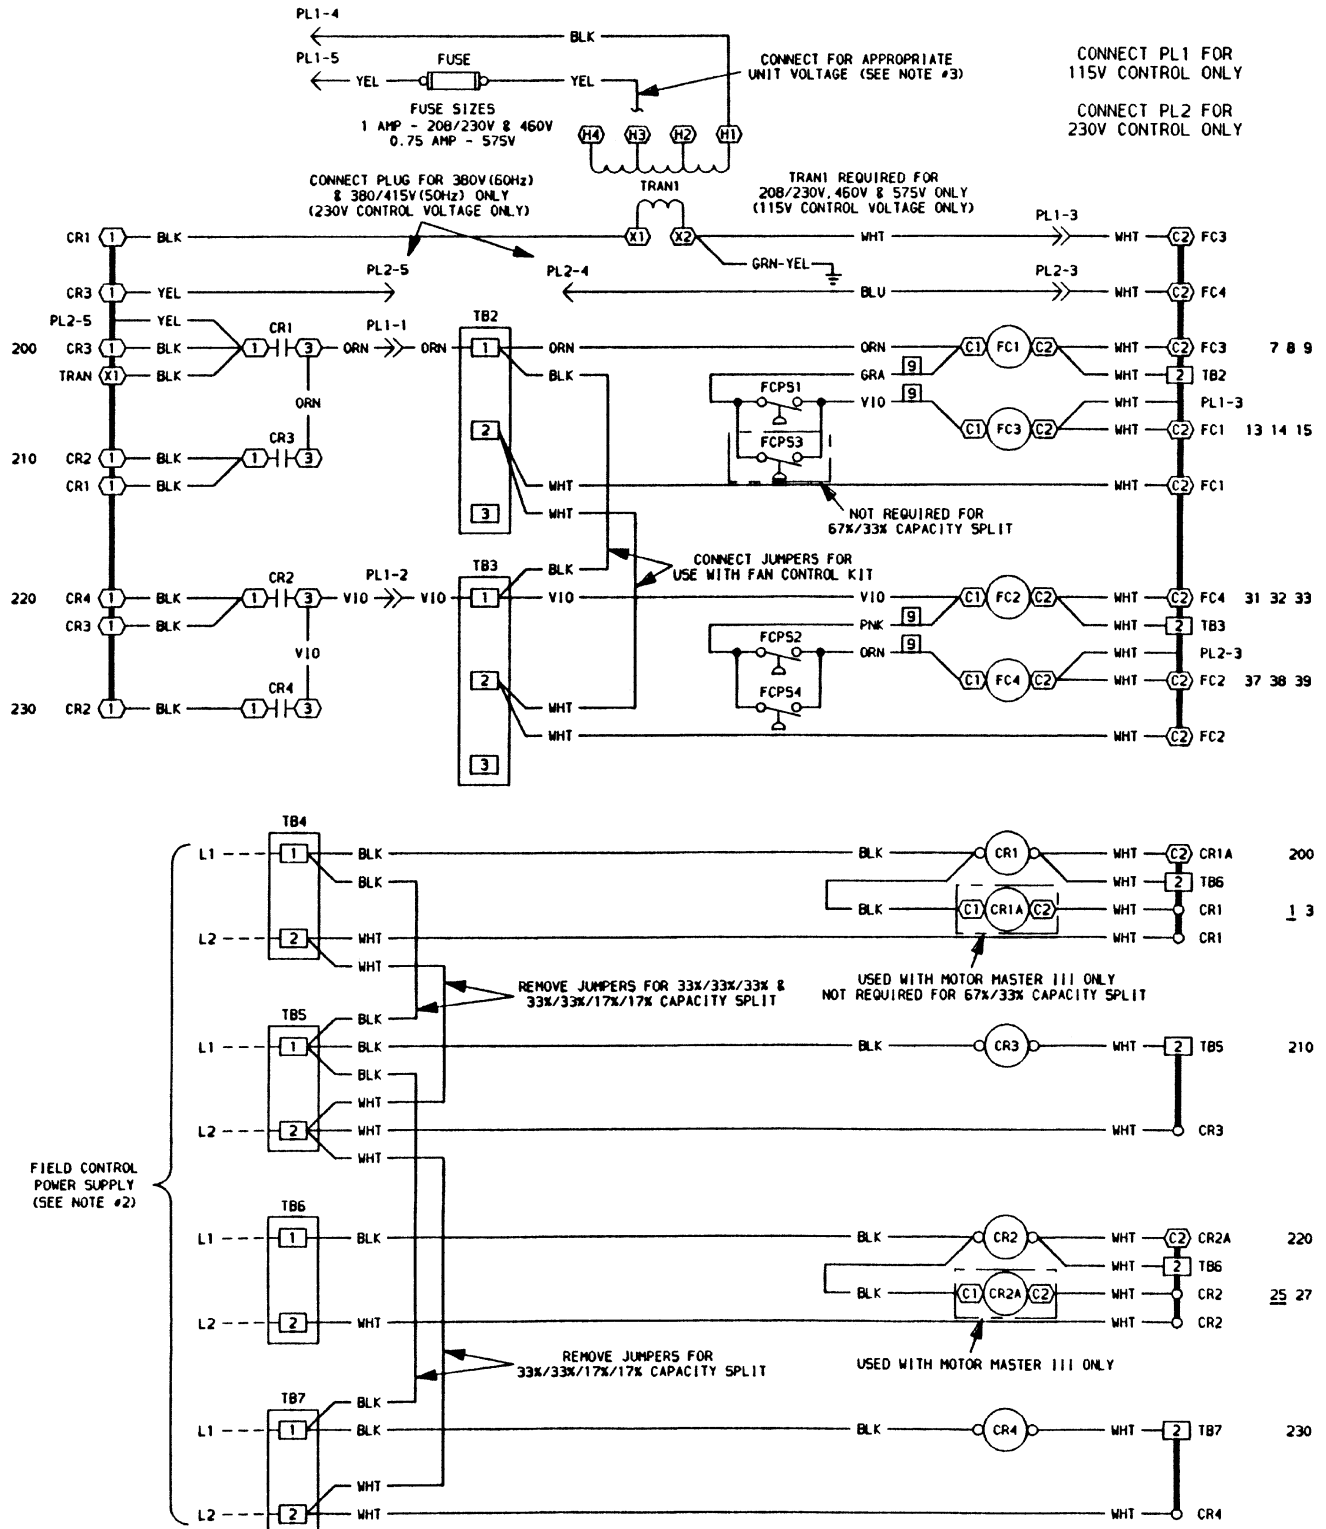 PL1-4
BLK
PL1-5
YEL
FUSE
YEL
CONNECT FOR APPROPRIATE
UNIT VOLTAGE (SEE NOTE #3)
CONNECT PL1 FOR
115V CONTROL ONLY
FUSE SIZES
1 AMP - 208/230V & 460V
0.75 AMP - 575V
CONNECT PL2 FOR
230V CONTROL ONLY
H4 H3 H2 H1
CONNECT PLUG FOR 380V(60Hz)
& 380/415V(50Hz) ONLY
(230V CONTROL VOLTAGE ONLY)
TRAN1
TRAN1 REQUIRED FOR
208/230V, 460V & 575V ONLY
(115V CONTROL VOLTAGE ONLY)
CR1 1 BLK X1 X2 WHT PL1-3 WHT C2 FC3
GRN-YEL
PL2-5 PL2-4 PL2-3
CR3 1 YEL BLU WHT C2 FC4
PL2-5 YEL CR1 PL1-1 TB2
200 CR3 1 BLK 1 3 ORN ORN 1 ORN ORN C1 FC1 C2 WHT C2 FC3 7 8 9
TRAN X1 BLK BLK GRA 9 WHT 2 TB2
ORN FCPS1 VIO 9 WHT PL1-3
CR3 2 FCPS3 C1 FC3 C2 WHT C2 FC1 13 14 15
210 CR2 1 BLK 1 3
CR1 1 BLK WHT WHT C2 FC1
3 WHT
NOT REQUIRED FOR
67%/33% CAPACITY SPLIT
CONNECT JUMPERS FOR
USE WITH FAN CONTROL KIT
CR2 PL1-2 TB3 BLK
220 CR4 1 BLK 1 3 VIO VIO 1 VIO VIO C1 FC2 C2 WHT C2 FC4 31 32 33
CR3 1 BLK PNK 9 WHT 2 TB3
VIO FCPS2 ORN 9 WHT PL2-3
CR4 2 FCPS4 C1 FC4 C2 WHT C2 FC2 37 38 39
230 CR2 1 BLK 1 3 WHT
WHT WHT C2 FC2
3
TB4
L1 1 BLK BLK CR1 WHT C2 CR1A 200
BLK WHT 2 TB6
BLK C1 CR1A C2 WHT CR1 1 3
L2 2 WHT WHT CR1
WHT
REMOVE JUMPERS FOR 33%/33%/33% &
33%/33%/17%/17% CAPACITY SPLIT
USED WITH MOTOR MASTER III ONLY
NOT REQUIRED FOR 67%/33% CAPACITY SPLIT
TB5 BLK
L1 1 BLK BLK CR3 WHT 2 TB5 210
BLK
WHT
L2 2 WHT WHT CR3
WHT
FIELD CONTROL
POWER SUPPLY
(SEE NOTE #2)
TB6
L1 1 BLK BLK CR2 WHT C2 CR2A 220
WHT 2 TB6
BLK C1 CR2A C2 WHT CR2 25 27
L2 2 WHT WHT CR2
REMOVE JUMPERS FOR
33%/33%/17%/17% CAPACITY SPLIT
USED WITH MOTOR MASTER III ONLY
TB7 BLK
L1 1 BLK BLK CR4 WHT 2 TB7 230
WHT
L2 2 WHT WHT CR4